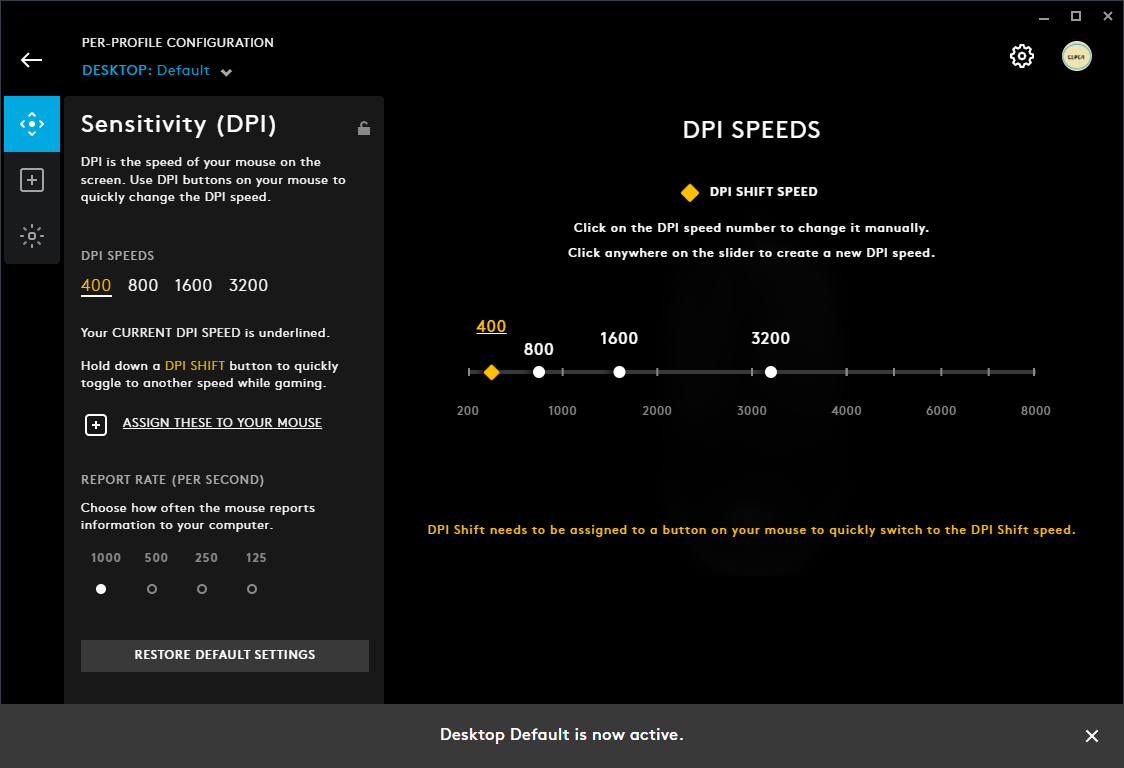 PER-PROFILE CONFIGURATION
DESKTOP: Default
Sensitivity (DPI)
DPI is the speed of your mouse on the
screen. Use DPI buttons on your mouse to
quickly change the DPI speed.
DPI SPEEDS
400 800 1600 3200
Your CURRENT DPI SPEED is underlined.
Hold down a DPI SHIFT button to quickly
toggle to another speed while gaming.
ASSIGN THESE TO YOUR MOUSE
REPORT RATE (PER SECOND)
Choose how often the mouse reports
information to your computer.
1000 500 250 125
RESTORE DEFAULT SETTINGS
DPI SPEEDS
DPI SHIFT SPEED
Click on the DPI speed number to change it manually.
Click anywhere on the slider to create a new DPI speed.
400 800 1600 3200
200 1000 2000 3000 4000 6000 8000
DPI Shift needs to be assigned to a button on your mouse to quickly switch to the DPI Shift speed.
Desktop Default is now active.